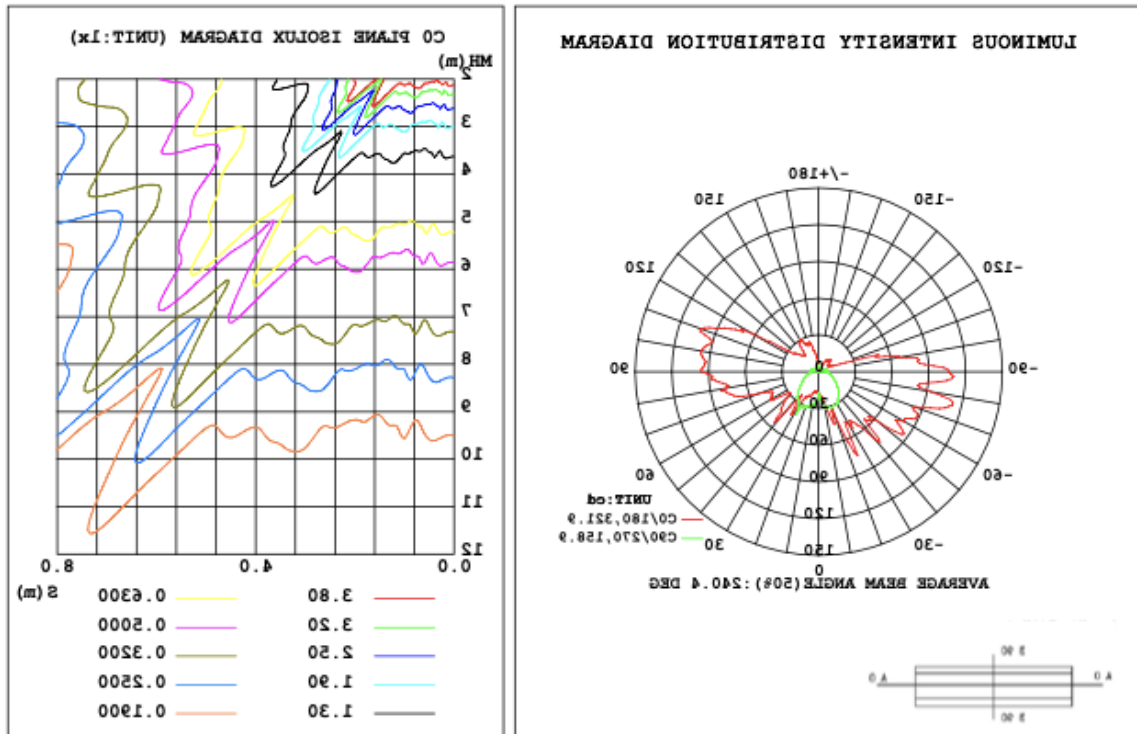 LUMINOUS INTENSITY DISTRIBUTION DIAGRAM
-/+180
-150 150
-120 120
-90 0 90
30
-60 60 60
90
-30 120 30
150
0
UNIT:cd
C0/180,321.9
C90/270,158.9
AVERAGE BEAM ANGLE(50%):240.4 DEG
90
A 0 A 0
90
C0 PLANE ISOLUX DIAGRAM (UNIT:lx)
MH(m)
2
3
4
5
6
7
8
9
10
11
12
0.0 4.0 8.0
S(m)
3.80 0.6300
3.20 0.5000
2.50 0.3200
1.90 0.2500
1.30 0.1900